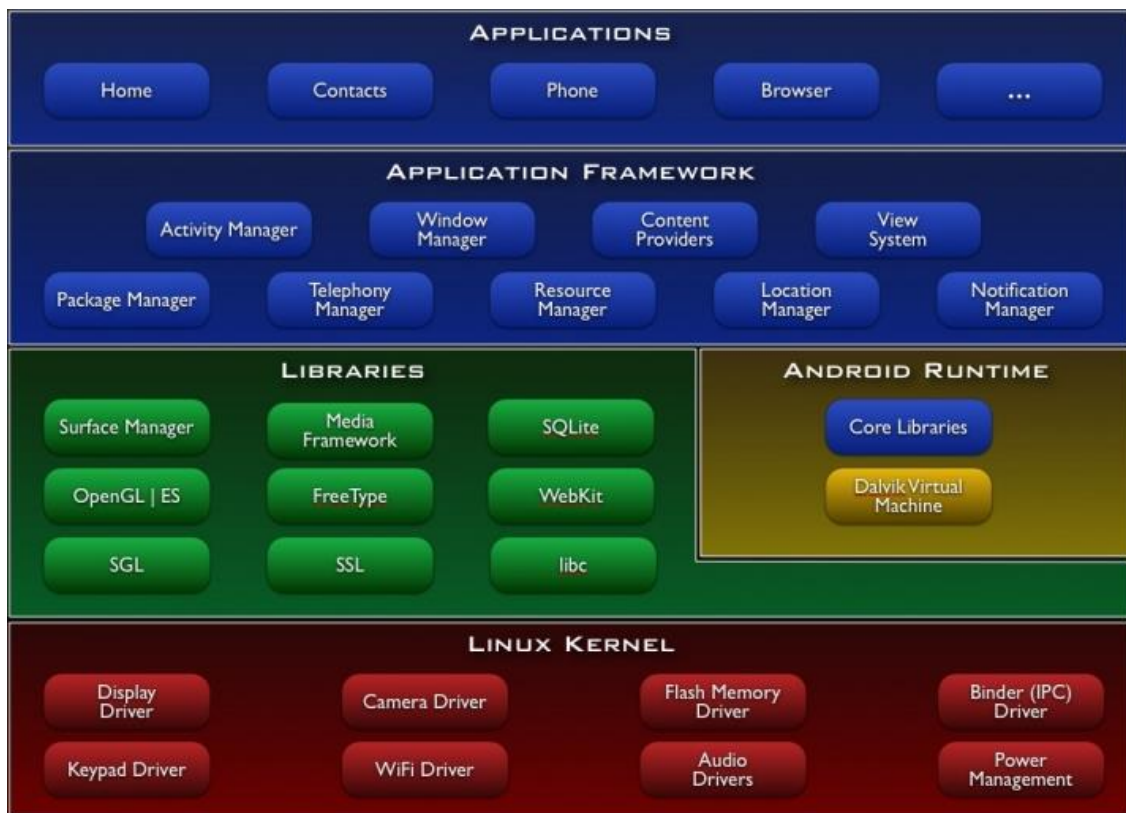 APPLICATIONS
Home
Contacts
Phone
Browser
...
APPLICATION FRAMEWORK
Activity Manager
Window
Manager
Content
Providers
View
System
Package Manager
Telephony
Manager
Resource
Manager
Location
Manager
Notification
Manager
LIBRARIES
Surface Manager
Media
Framework
SQLite
OpenGL | ES
FreeType
WebKit
SGL
SSL
libc
ANDROID RUNTIME
Core Libraries
Dalvik Virtual
Machine
LINUX KERNEL
Display
Driver
Camera Driver
Flash Memory
Driver
Binder (IPC)
Driver
Keypad Driver
WiFi Driver
Audio
Drivers
Power
Management